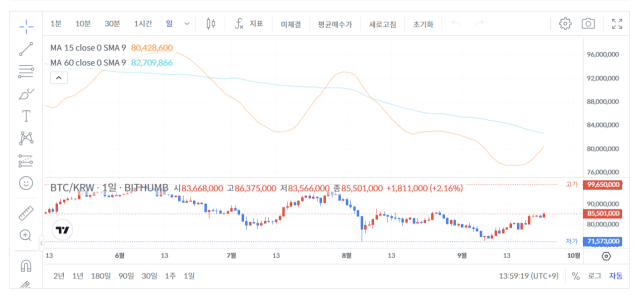 1분 10분 30분 1시간 일 지표 미체결 평균매수가 새로고침 초기화
MA 15 close 0 SMA 9 80,428,600
MA 60 close 0 SMA 9 82,709,866
96,000,000
92,000,000
88,000,000
84,000,000
80,000,000
76,000,000
BTC/KRW · 1일 · BITHUMB 시83,668,000 고86,375,000 저83,566,000 종85,501,000 +1,811,000 (+2.16%)
고가 99,650,000
90,000,000
85,501,000
80,000,000
저가 71,573,000
13 6월 13 7월 13 8월 13 9월 13 10월
2년 1년 180일 90일 30일 1주 1일 13:59:19 (UTC+9) % 로그 자동